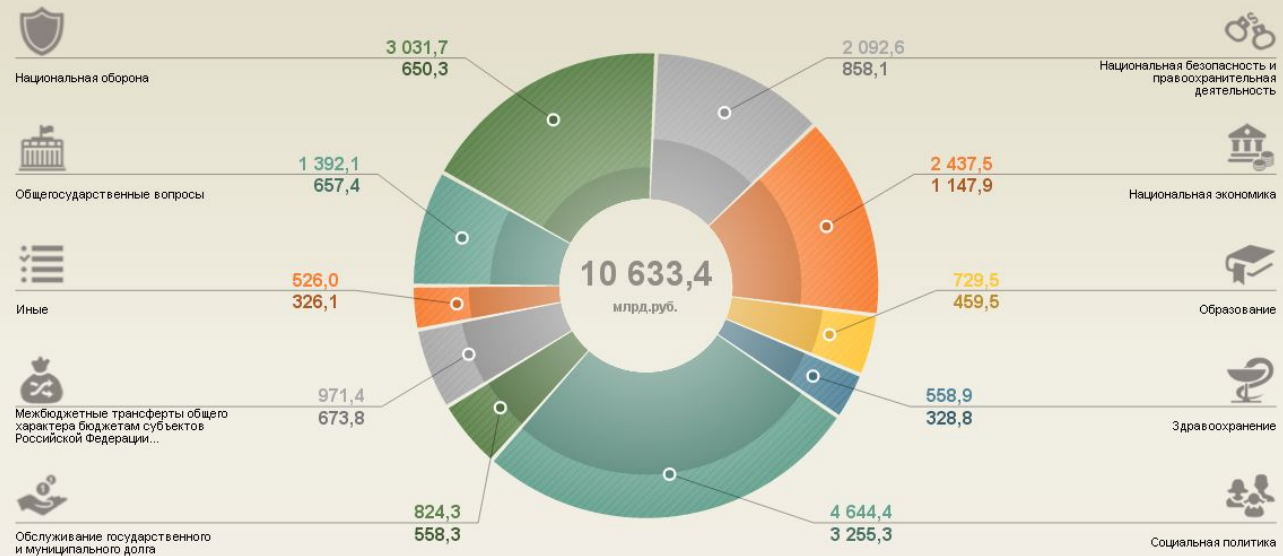 3 031,7
650,3
Национальная оборона
1 392,1
657,4
Общегосударственные вопросы
526,0
326,1
Иные
971,4
673,8
Межбюджетные трансферты общего
характера бюджетам субъектов
Российской Федерации...
824,3
558,3
Обслуживание государственного
и муниципального долга
10 633,4
млрд.руб.
2 092,6
858,1
Национальная безопасность и
правоохранительная
деятельность
2 437,5
1 147,9
Национальная экономика
729,5
459,5
Образование
558,9
328,8
Здравоохранение
4 644,4
3 255,3
Социальная политика